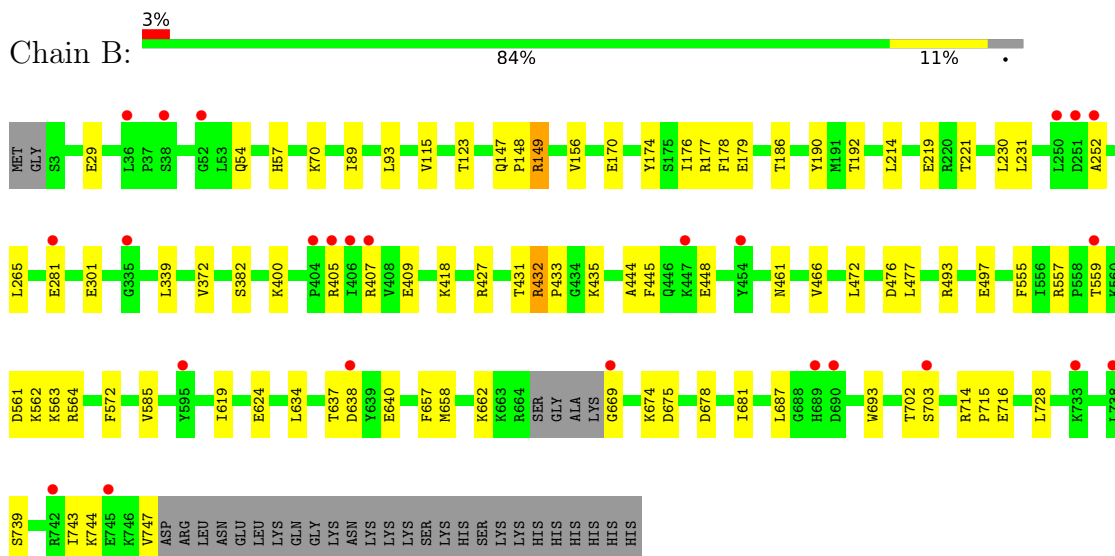 3%
Chain B:
84% 11% •
MET GLY S3 E29 L36 P37 S38 G52 L53 Q54 H57 K70 I89 L93 V115 T123 Q147 P148 R149 V156 E170 Y174 S175 I176 R177 F178 E179 T186 Y190 M191 T192 L214 E219 R220 T221 L230 L231 L250 D251 A252
L265 E281 E301 G335 L339 V372 S382 K400 P404 R405 I406 R407 V408 E409 K418 R427 T431 R432 P433 G434 K435 A444 F445 Q446 K447 E448 Y454 N461 V466 L472 D476 L477 R493 E497 F555 I556 R557 P558 T559 K560
D561 K562 K563 R564 F572 V585 Y595 I619 E624 L634 T637 D638 Y639 E640 F657 M658 K662 K663 R664 SER GLY ALA LYS G669 K674 D675 D678 I681 L687 G688 H689 D690 W693 T702 S703 R714 P715 E716 L728 K733 L738
S739 R742 I743 K744 E745 K746 V747 ASP ARG LEU ASN GLU LEU LYS GLN GLY LYS ASN LYS LYS LYS SER LYS HIS SER LYS LYS HIS HIS HIS HIS HIS HIS